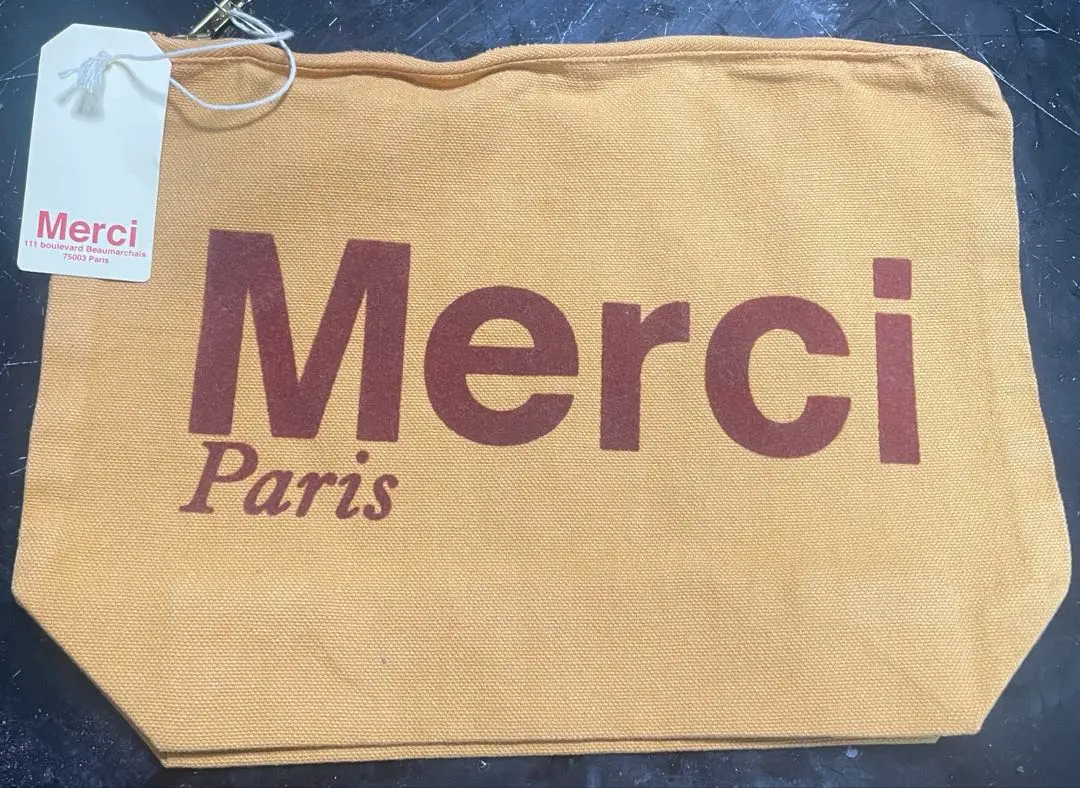 Merci
111 boulevard Beaumarchais
75003 Paris
Merci
Paris